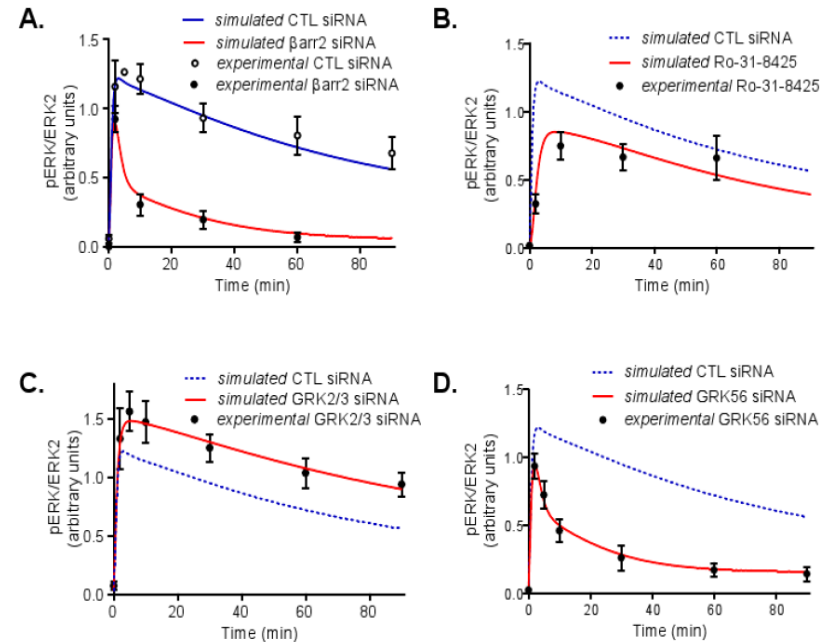 A.
simulated CTL siRNA
simulated βarr2 siRNA
experimental CTL siRNA
experimental βarr2 siRNA
1.5
1.0
0.5
0.0
0 20 40 60 80
Time (min)
pERK/ERK2
(arbitrary units)
B.
simulated CTL siRNA
simulated Ro-31-8425
experimental Ro-31-8425
1.5
1.0
0.5
0.0
0 20 40 60 80
Time (min)
pERK/ERK2
(arbitrary units)
C.
simulated CTL siRNA
simulated GRK2/3 siRNA
experimental GRK2/3 siRNA
1.5
1.0
0.5
0.0
0 20 40 60 80
Time (min)
pERK/ERK2
(arbitrary units)
D.
simulated CTL siRNA
simulated GRK56 siRNA
experimental GRK56 siRNA
1.5
1.0
0.5
0.0
0 20 40 60 80
Time (min)
pERK/ERK2
(arbitrary units)